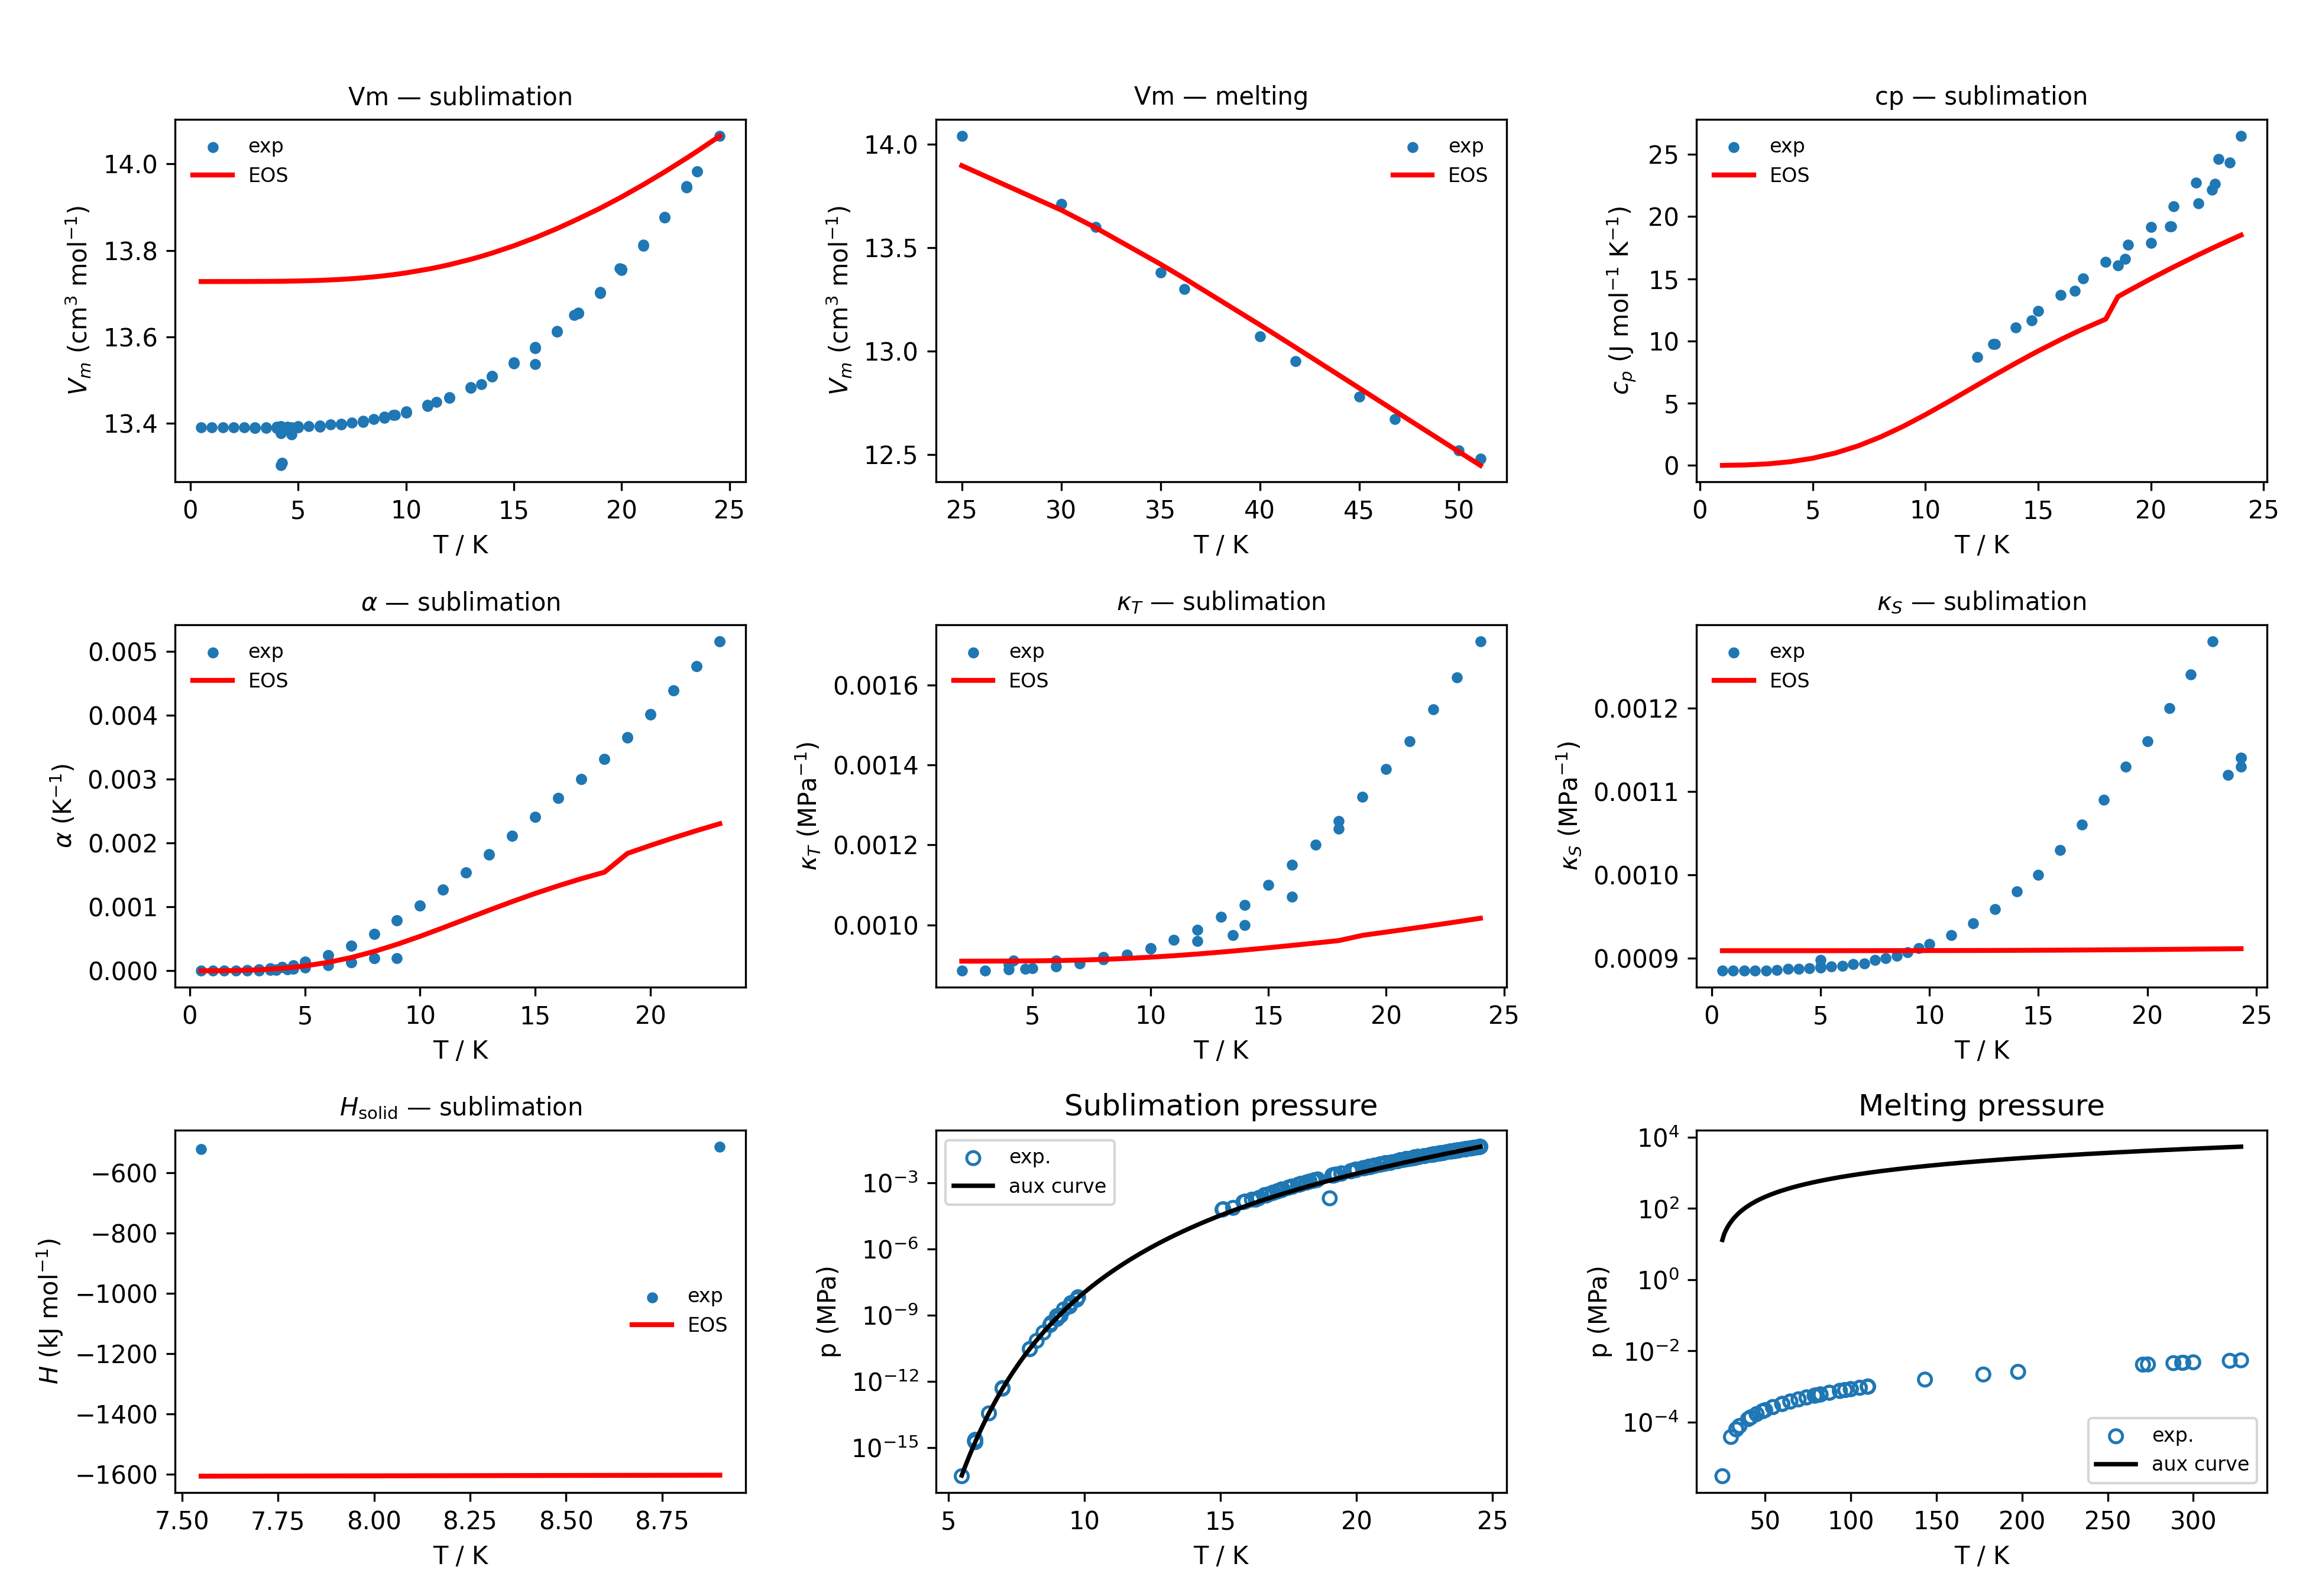 Vm — sublimation
Vm — melting
cp — sublimation
14.0
13.8
13.6
13.4
V_m (cm³ mol⁻¹)
exp
EOS
0 5 10 15 20 25
T / K
14.0
13.5
13.0
12.5
V_m (cm³ mol⁻¹)
exp
EOS
25 30 35 40 45 50
T / K
25
20
15
10
5
0
c_p (J mol⁻¹ K⁻¹)
exp
EOS
0 5 10 15 20 25
T / K
α — sublimation
κ_T — sublimation
κ_S — sublimation
0.005
0.004
0.003
0.002
0.001
0.000
α (K⁻¹)
exp
EOS
0 5 10 15 20
T / K
0.0016
0.0014
0.0012
0.0010
κ_T (MPa⁻¹)
exp
EOS
5 10 15 20 25
T / K
0.0012
0.0011
0.0010
0.0009
κ_S (MPa⁻¹)
exp
EOS
0 5 10 15 20 25
T / K
H_solid — sublimation
Sublimation pressure
Melting pressure
−600
−800
−1000
−1200
−1400
−1600
H (kJ mol⁻¹)
exp
EOS
7.50 7.75 8.00 8.25 8.50 8.75
T / K
10⁻³
10⁻⁶
10⁻⁹
10⁻¹²
10⁻¹⁵
p (MPa)
exp.
aux curve
5 10 15 20 25
T / K
10⁴
10²
10⁰
10⁻²
10⁻⁴
p (MPa)
exp.
aux curve
50 100 150 200 250 300
T / K